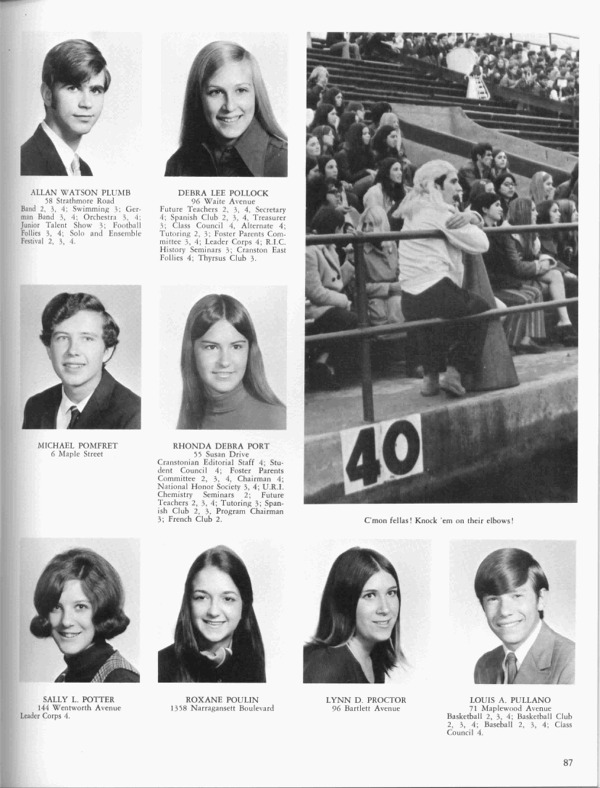 ALLAN WATSON PLUMB
58 Strathmore Road
Band 2, 3, 4; Swimming 3; Ger-
man Band 3, 4; Orchestra 3, 4;
Junior Talent Show 3; Football
Follies 3, 4; Solo and Ensemble
Festival 2, 3, 4.
DEBRA LEE POLLOCK
96 Waite Avenue
Future Teachers 2, 3, 4, Secretary
4; Spanish Club 2, 3, 4, Treasurer
3; Class Council 4, Alternate 4;
Tutoring 2, 3; Foster Parents Com-
mittee 3, 4; Leader Corps 4; R.I.C.
History Seminars 3; Cranston East
Follies 4; Thyrsus Club 3.
MICHAEL POMFRET
6 Maple Street
RHONDA DEBRA PORT
55 Susan Drive
Cranstonian Editorial Staff 4; Stu-
dent Council 4; Foster Parents
Committee 2, 3, 4, Chairman 4;
National Honor Society 3, 4; U.R.I.
Chemistry Seminars 2; Future
Teachers 2, 3, 4; Tutoring 3; Span-
ish Club 2, 3, Program Chairman
3; French Club 2.
40
C'mon fellas! Knock 'em on their elbows!
SALLY L. POTTER
144 Wentworth Avenue
Leader Corps 4.
ROXANE POULIN
1358 Narragansett Boulevard
LYNN D. PROCTOR
96 Bartlett Avenue
LOUIS A. PULLANO
71 Maplewood Avenue
Basketball 2, 3, 4; Basketball Club
2, 3, 4; Baseball 2, 3, 4; Class
Council 4.
87